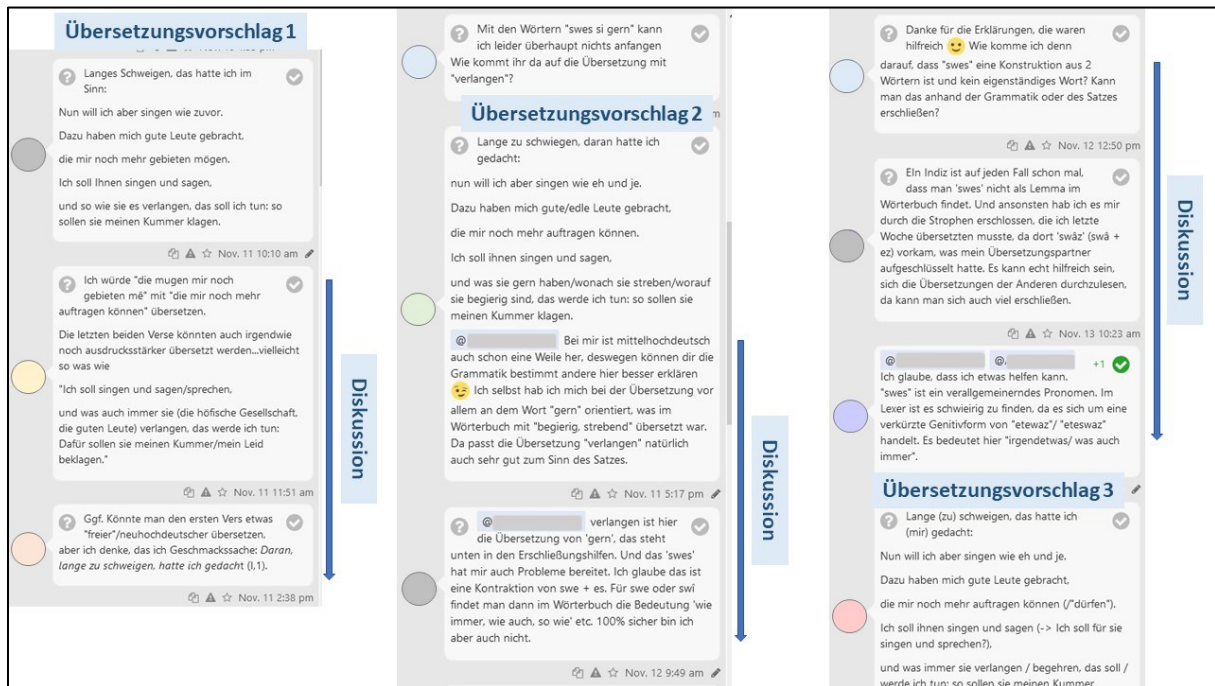 Übersetzungsvorschlag 1
Langes Schweigen, das hatte ich im
Sinn:
Nun will ich aber singen wie zuvor.
Dazu haben mich gute Leute gebracht,
die mir noch mehr gebieten mögen.
Ich soll Ihnen singen und sagen,
und so wie sie es verlangen, das soll ich tun: so
sollen sie meinen Kummer klagen.
Nov. 11 10:10 am
Ich würde "die mugen mir noch
gebieten mê" mit "die mir noch mehr
auftragen können" übersetzen.
Die letzten beiden Verse könnten auch irgendwie
noch ausdrucksstärker übersetzt werden...vielleicht
so was wie
"Ich soll singen und sagen/sprechen,
und was auch immer sie (die höfische Gesellschaft,
die guten Leute) verlangen, das werde ich tun:
Dafür sollen sie meinen Kummer/mein Leid
beklagen."
Nov. 11 11:51 am
Ggf. Könnte man den ersten Vers etwas
"freier"/neuhochdeutscher übersetzen,
aber ich denke, das ich Geschmackssache: Daran,
lange zu schweigen, hatte ich gedacht (I,1).
Nov. 11 2:38 pm
Diskussion
Mit den Wörtern "swes si gern" kann
ich leider überhaupt nichts anfangen
Wie kommt ihr da auf die Übersetzung mit
"verlangen"?
Übersetzungsvorschlag 2
Lange zu schwiegen, daran hatte ich
gedacht:
nun will ich aber singen wie eh und je.
Dazu haben mich gute/edle Leute gebracht,
die mir noch mehr auftragen können.
Ich soll ihnen singen und sagen,
und was sie gern haben/wonach sie streben/worauf
sie begierig sind, das werde ich tun: so sollen sie
meinen Kummer klagen.
@ Bei mir ist mittelhochdeutsch
auch schon eine Weile her, deswegen können dir die
Grammatik bestimmt andere hier besser erklären
😉 Ich selbst hab ich mich bei der Übersetzung vor
allem an dem Wort "gern" orientiert, was im
Wörterbuch mit "begierig, strebend" übersetzt war.
Da passt die Übersetzung "verlangen" natürlich
auch sehr gut zum Sinn des Satzes.
Nov. 11 5:17 pm
@ verlangen ist hier
die Übersetzung von 'gern', das steht
unten in den Erschließungshilfen. Und das 'swes'
hat mir auch Probleme bereitet. Ich glaube das ist
eine Kontraktion von swe + es. Für swe oder swî
findet man dann im Wörterbuch die Bedeutung 'wie
immer, wie auch, so wie' etc. 100% sicher bin ich
aber auch nicht.
Nov. 12 9:49 am
Diskussion
Danke für die Erklärungen, die waren
hilfreich 🙂 Wie komme ich denn
darauf, dass "swes" eine Konstruktion aus 2
Wörtern ist und kein eigenständiges Wort? Kann
man das anhand der Grammatik oder des Satzes
erschließen?
Nov. 12 12:50 pm
EIn Indiz ist auf jeden Fall schon mal,
dass man 'swes' nicht als Lemma im
Wörterbuch findet. Und ansonsten hab ich es mir
durch die Strophen erschlossen, die ich letzte
Woche übersetzten musste, da dort 'swâz' (swâ +
ez) vorkam, was mein Übersetzungspartner
aufgeschlüsselt hatte. Es kann echt hilfreich sein,
sich die Übersetzungen der Anderen durchzulesen,
da kann man sich auch viel erschließen.
Nov. 13 10:23 am
@ @. +1
Ich glaube, dass ich etwas helfen kann.
"swes" ist ein verallgemeinerndes Pronomen. Im
Lexer ist es schwieirig zu finden, da es sich um eine
verkürzte Genitivform von "etewaz"/ "eteswaz"
handelt. Es bedeutet hier "irgendetwas/ was auch
immer".
Diskussion
Übersetzungsvorschlag 3
Lange (zu) schweigen, das hatte ich
(mir) gedacht:
Nun will ich aber singen wie eh und je.
Dazu haben mich gute Leute gebracht,
die mir noch mehr auftragen können (/"dürfen").
Ich soll ihnen singen und sagen (-> Ich soll für sie
singen und sprechen?),
und was immer sie verlangen / begehren, das soll /
werde ich tun: so sollen sie meinen Kummer